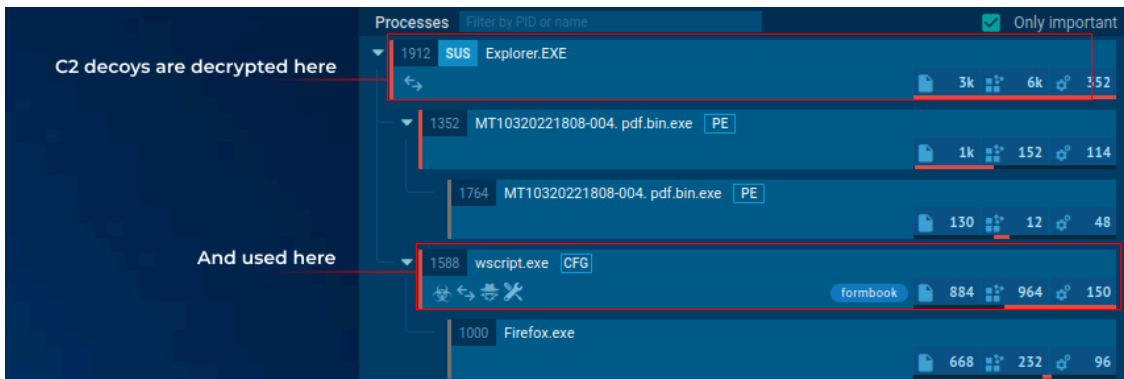 Processes Filter by PID or name Only important
1912 SUS Explorer.EXE
C2 decoys are decrypted here
3k 6k 352
1352 MT10320221808-004. pdf.bin.exe PE
1k 152 114
1764 MT10320221808-004. pdf.bin.exe PE
130 12 48
And used here
1588 wscript.exe CFG
formbook 884 964 150
1000 Firefox.exe
668 232 96